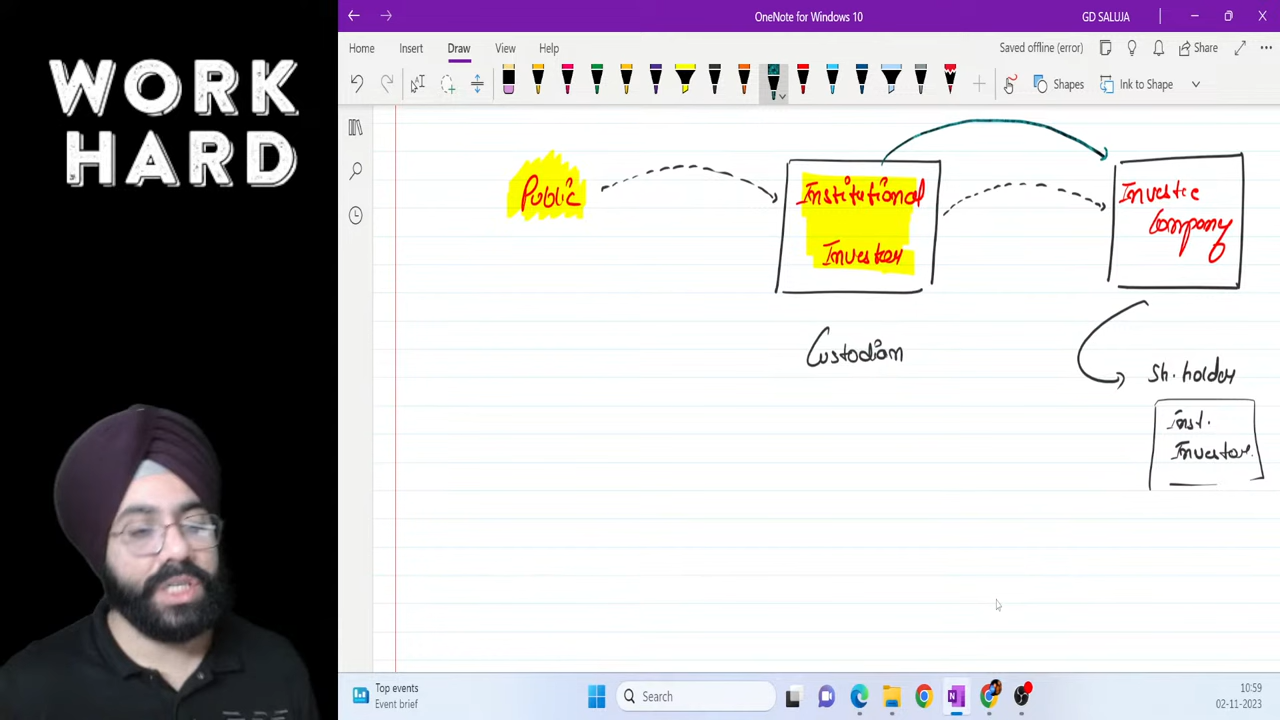 WORK
HARD
OneNote for Windows 10
GD SALUJA
Home Insert Draw View Help
Saved offline (error)
Share
Shapes
Ink to Shape
Public
Institutional
Investor
Investee
Company
Custodian
Sh. holder
Inst.
Investor.
Top events
Event brief
Search
10:59
02-11-2023